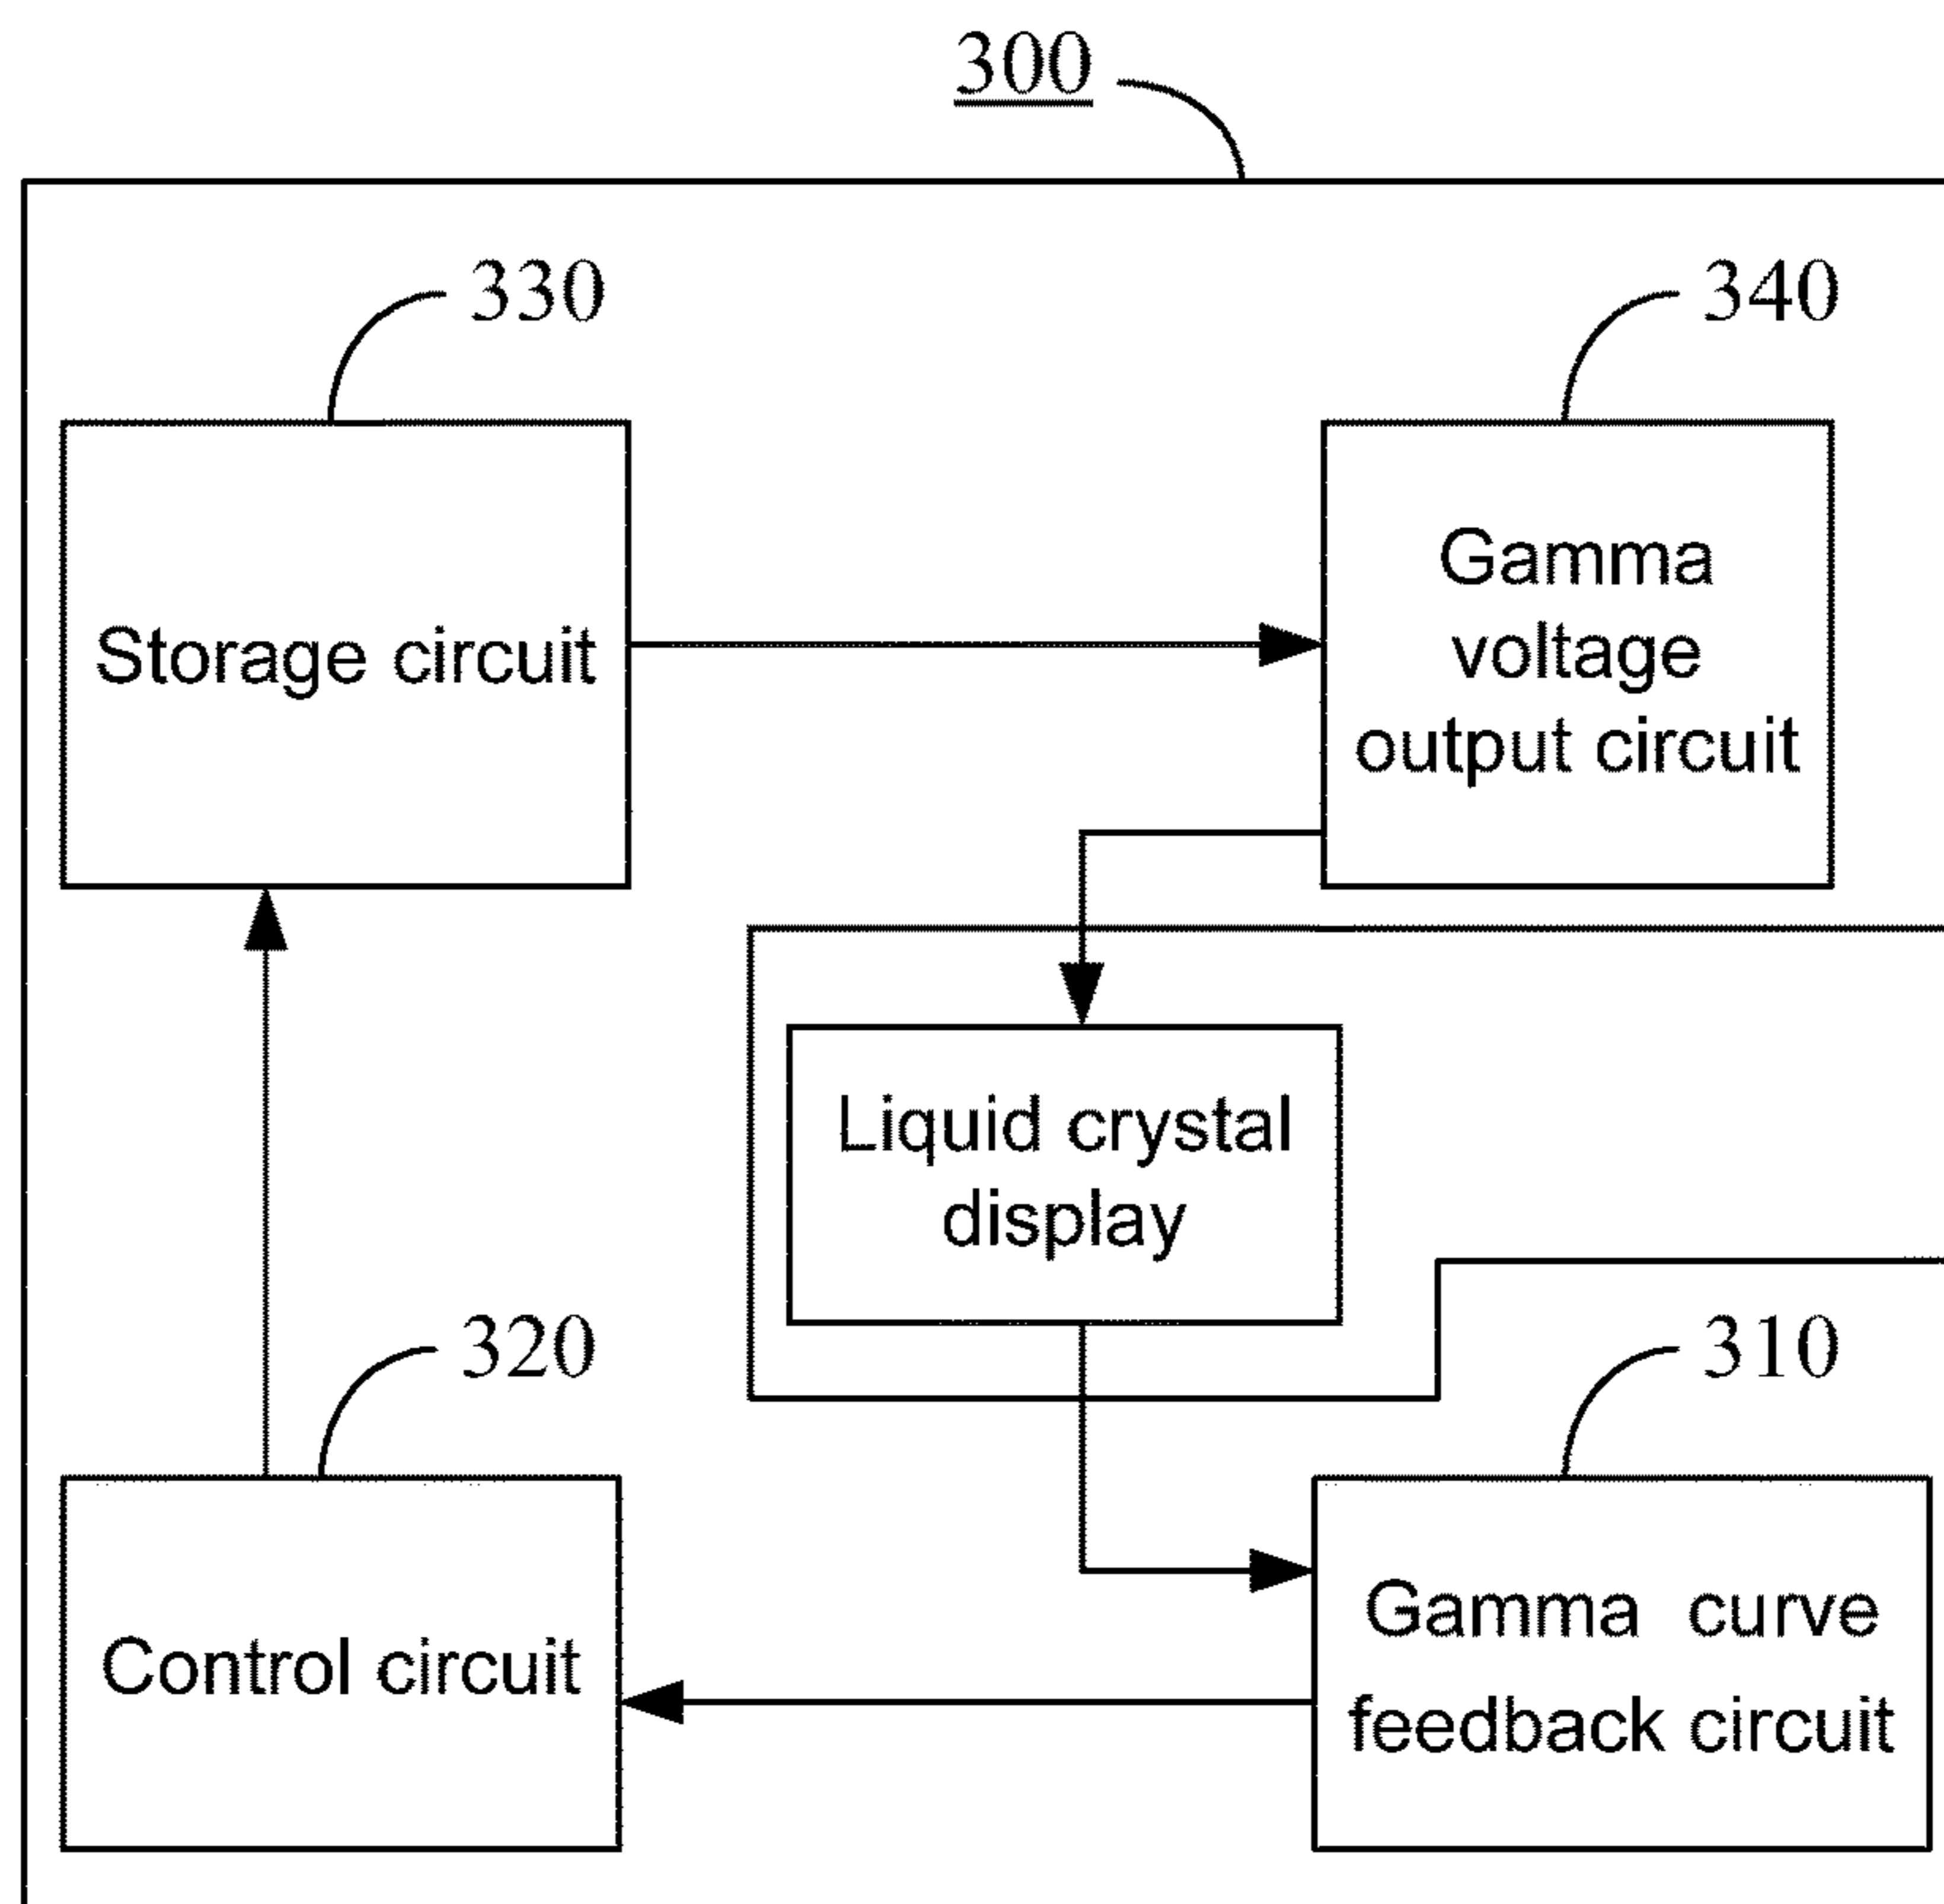 300
330
340
Storage circuit
Gamma
voltage
output circuit
Liquid crystal
display
320
310
Control circuit
Gamma curve
feedback circuit